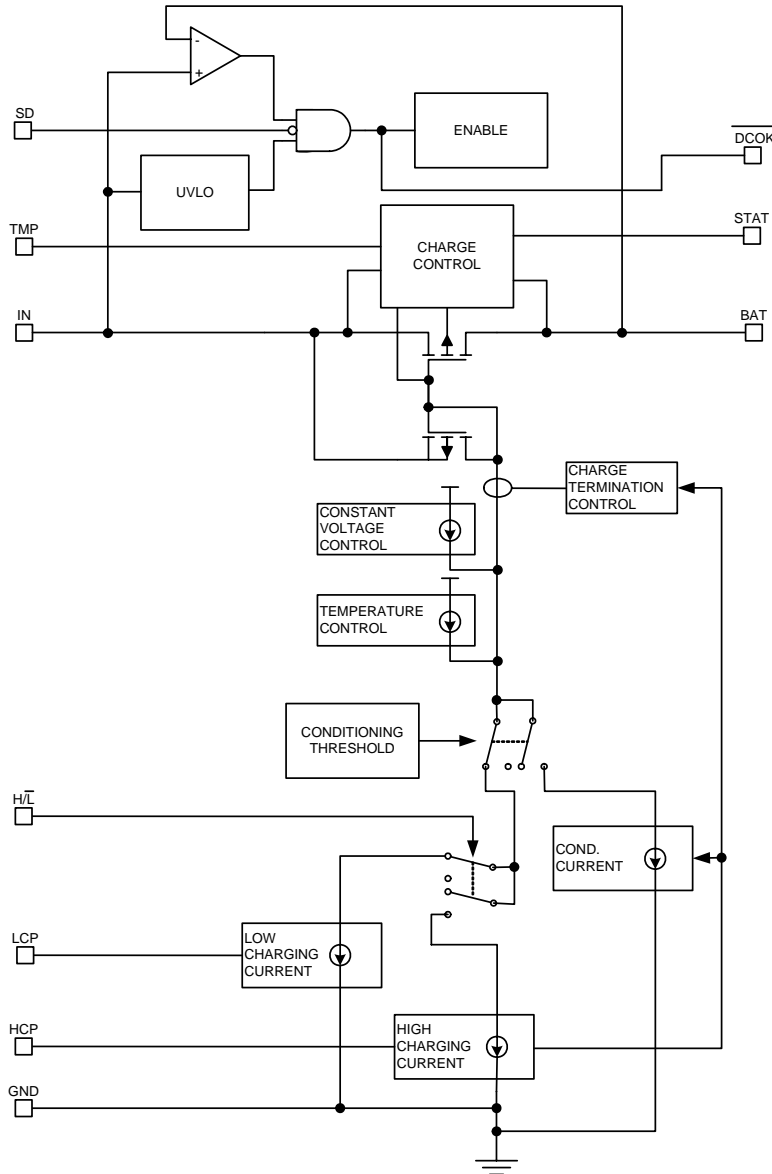 -
+
SD
ENABLE
DCOK
UVLO
TMP
STAT
CHARGE
CONTROL
IN
BAT
CHARGE
TERMINATION
CONTROL
CONSTANT
VOLTAGE
CONTROL
TEMPERATURE
CONTROL
CONDITIONING
THRESHOLD
H/L
COND.
CURRENT
LCP
LOW
CHARGING
CURRENT
HCP
HIGH
CHARGING
CURRENT
GND